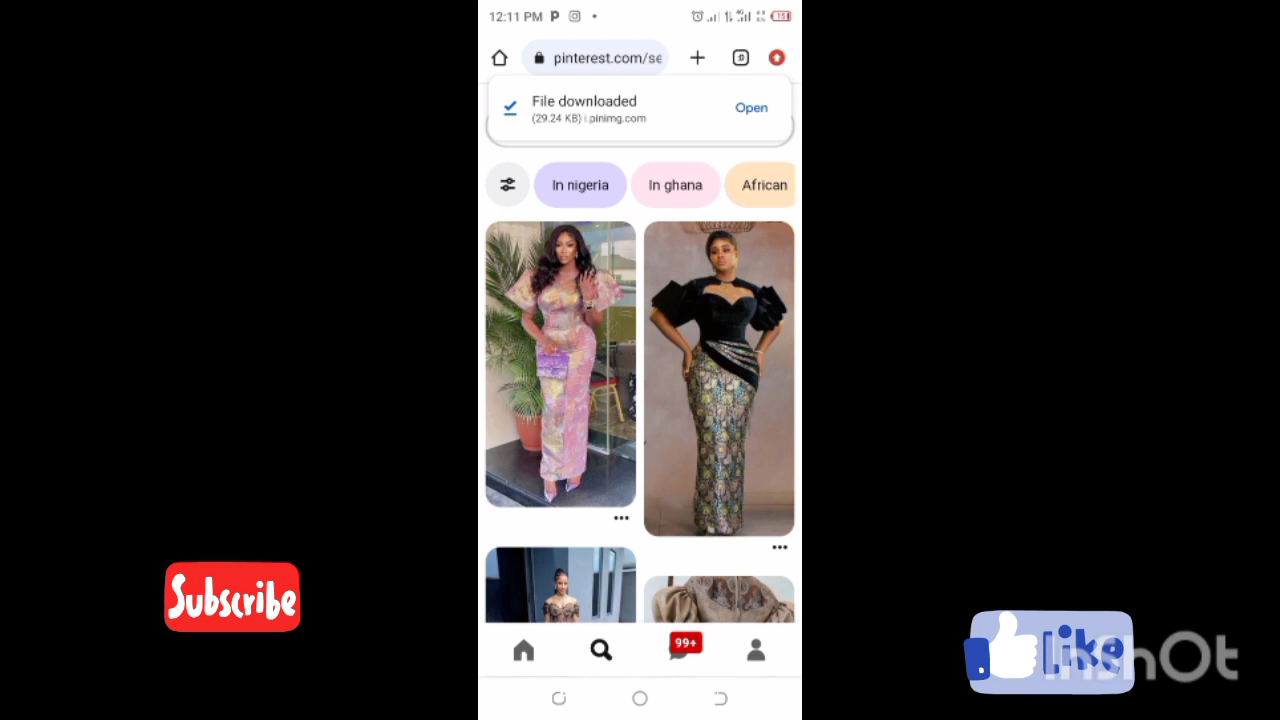 12:11 PM
pinterest.com/se
File downloaded
Open
(29.24 KB) i.pinimg.com
In nigeria
In ghana
African
99+
Subscribe
Like
InShOt